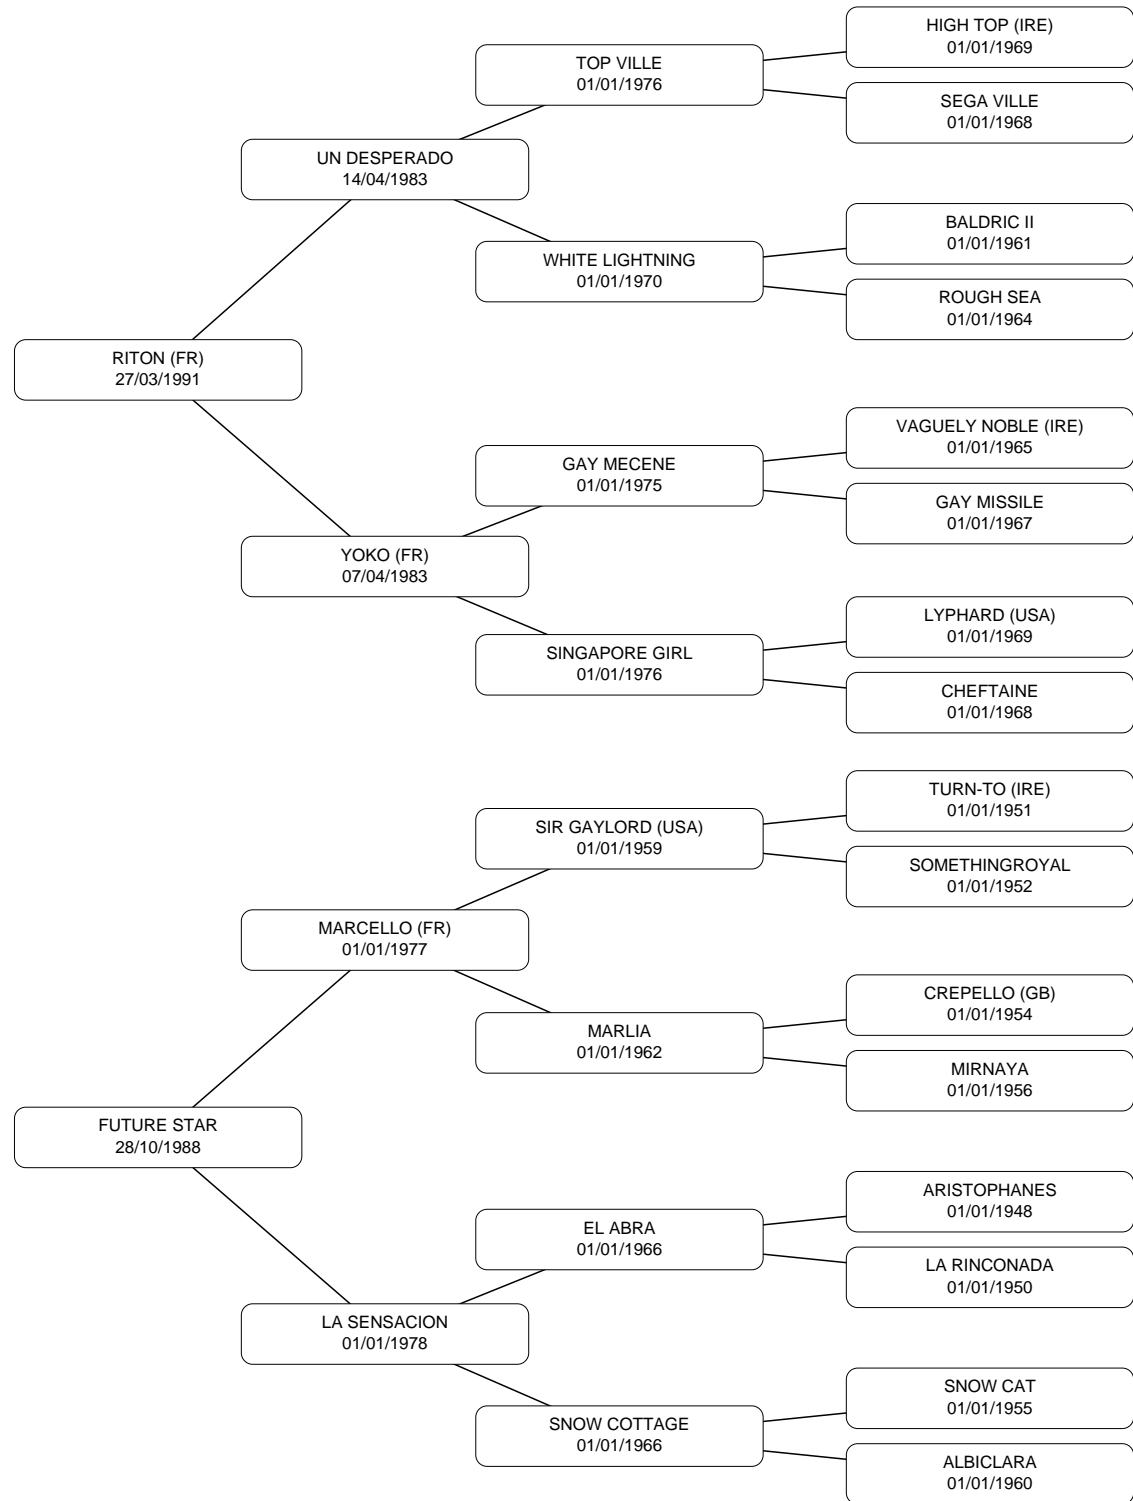 HIGH TOP (IRE)
01/01/1969
TOP VILLE
01/01/1976
SEGA VILLE
01/01/1968
UN DESPERADO
14/04/1983
BALDRIC II
01/01/1961
WHITE LIGHTNING
01/01/1970
ROUGH SEA
01/01/1964
RITON (FR)
27/03/1991
VAGUELY NOBLE (IRE)
01/01/1965
GAY MECENE
01/01/1975
GAY MISSILE
01/01/1967
YOKO (FR)
07/04/1983
LYPHARD (USA)
01/01/1969
SINGAPORE GIRL
01/01/1976
CHEFTAINE
01/01/1968
TURN-TO (IRE)
01/01/1951
SIR GAYLORD (USA)
01/01/1959
SOMETHINGROYAL
01/01/1952
MARCELLO (FR)
01/01/1977
CREPELLO (GB)
01/01/1954
MARLIA
01/01/1962
MIRNAYA
01/01/1956
FUTURE STAR
28/10/1988
ARISTOPHANES
01/01/1948
EL ABRA
01/01/1966
LA RINCONADA
01/01/1950
LA SENSACION
01/01/1978
SNOW CAT
01/01/1955
SNOW COTTAGE
01/01/1966
ALBICLARA
01/01/1960